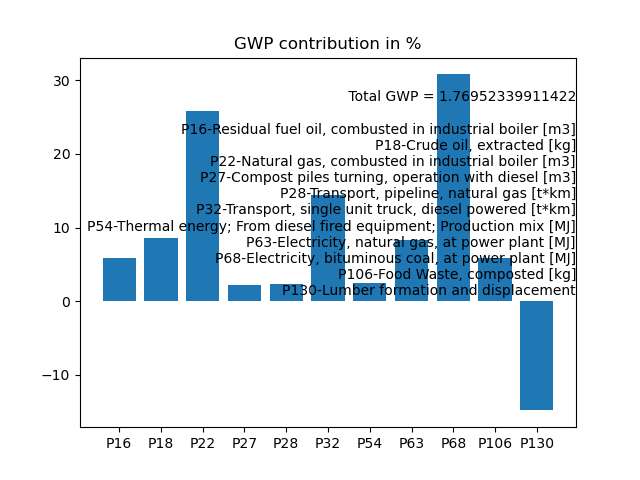 GWP contribution in %
30
20
10
0
−10
Total GWP = 1.76952339911422
P16-Residual fuel oil, combusted in industrial boiler [m3]
P18-Crude oil, extracted [kg]
P22-Natural gas, combusted in industrial boiler [m3]
P27-Compost piles turning, operation with diesel [m3]
P28-Transport, pipeline, natural gas [t*km]
P32-Transport, single unit truck, diesel powered [t*km]
P54-Thermal energy; From diesel fired equipment; Production mix [MJ]
P63-Electricity, natural gas, at power plant [MJ]
P68-Electricity, bituminous coal, at power plant [MJ]
P106-Food Waste, composted [kg]
P130-Lumber formation and displacement
P16 P18 P22 P27 P28 P32 P54 P63 P68 P106 P130